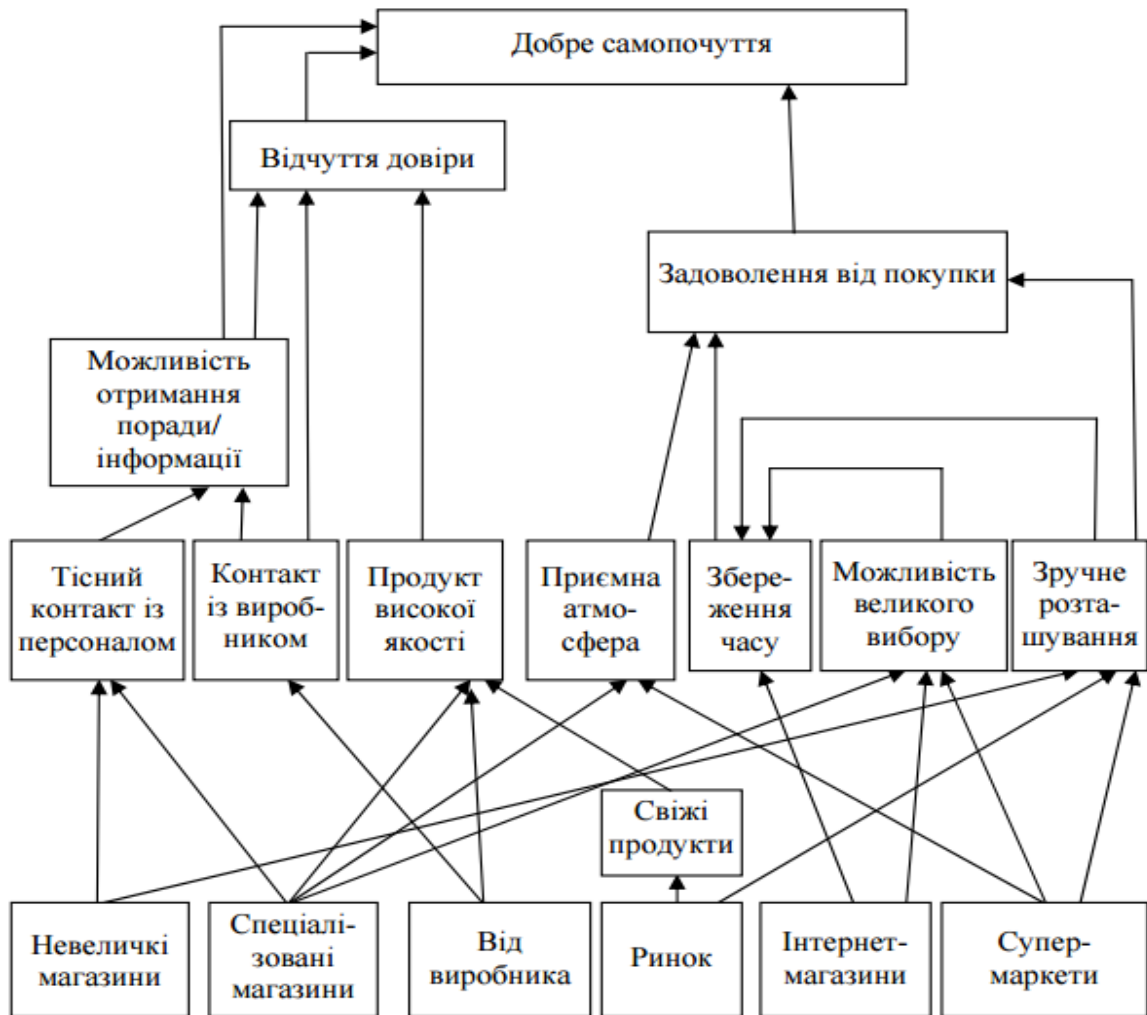 Добре самопочуття
Відчуття довіри
Задоволення від покупки
Можливість
отримання
поради/
інформації
Тісний
контакт із
персоналом
Контакт
із вироб-
ником
Продукт
високої
якості
Приємна
атмо-
сфера
Збере-
ження
часу
Можливість
великого
вибору
Зручне
розта-
шування
Свіжі
продукти
Невеличкі
магазини
Спеціалі-
зовані
магазини
Від
виробника
Ринок
Інтернет-
магазини
Супер-
маркети